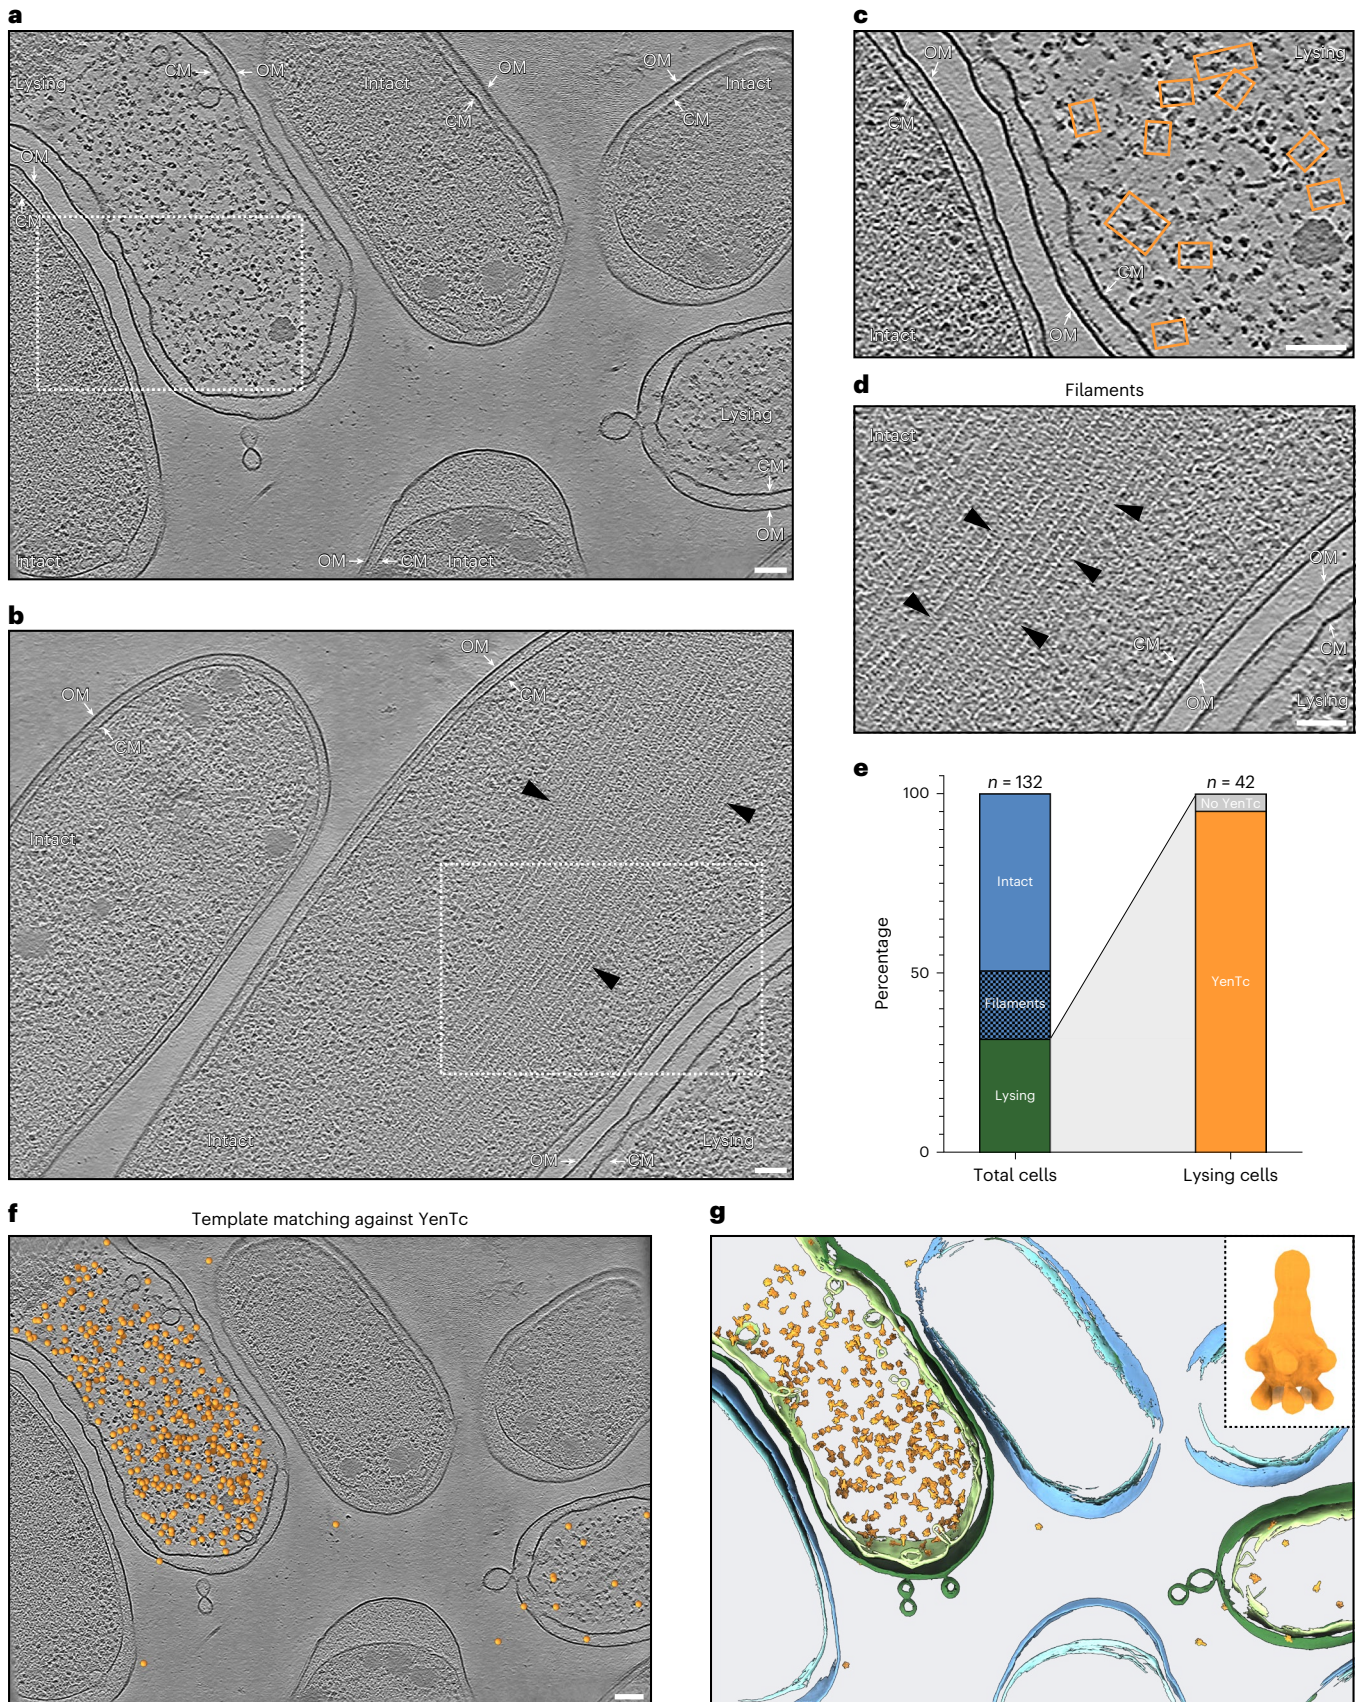 a
Lysing
CM
OM
Intact
OM
CM
OM
Intact
CM
OM
CM
Lysing
CM
OM
Intact
OM
CM
Intact
b
OM
CM
OM
CM
Intact
Intact
OM
CM
Lysing
c
OM
Lysing
CM
CM
Intact
OM
d
Filaments
Intact
OM
CM
CM
OM
Lysing
e
n = 132
n = 42
100
No YenTc
Intact
50
Filaments
YenTc
Lysing
0
Percentage
Total cells
Lysing cells
f
Template matching against YenTc
g